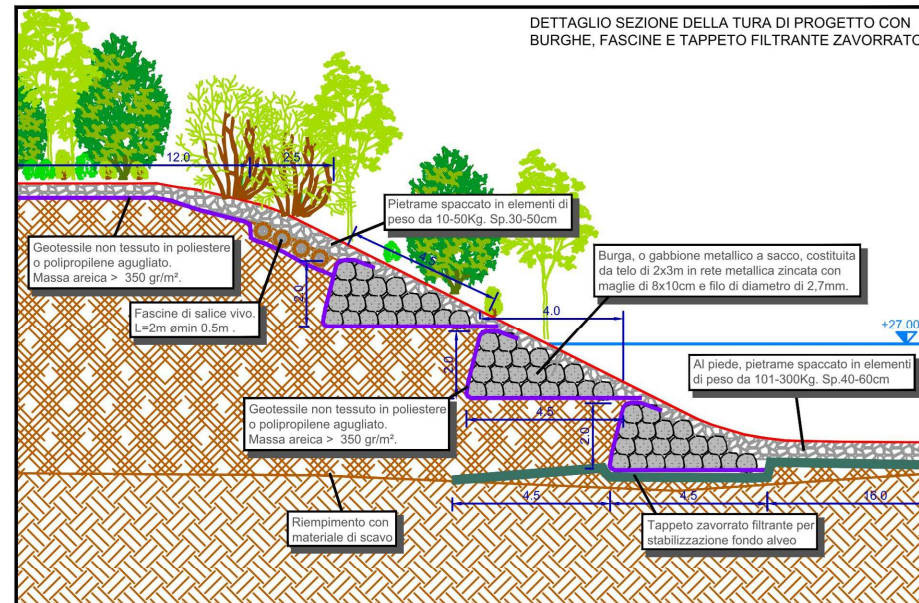 DETTAGLIO SEZIONE DELLA TURA DI PROGETTO CON
BURGHE, FASCINE E TAPPETO FILTRANTE ZAVORRATO
12.0
2.5
Pietrame spaccato in elementi di
peso da 10-50Kg. Sp.30-50cm
Geotessile non tessuto in poliestere
o polipropilene agugliato.
Massa areica > 350 gr/m².
4.5
Burga, o gabbione metallico a sacco, costituita
da telo di 2x3m in rete metallica zincata con
maglie di 8x10cm e filo di diametro di 2,7mm.
2.0
Fascine di salice vivo.
L=2m ømin 0.5m .
4.0
+27.00
2.0
Al piede, pietrame spaccato in elementi
di peso da 101-300Kg. Sp.40-60cm
Geotessile non tessuto in poliestere
o polipropilene agugliato.
Massa areica > 350 gr/m².
4.5
2.0
4.5
4.5
16.0
Riempimento con
materiale di scavo
Tappeto zavorrato filtrante per
stabilizzazione fondo alveo